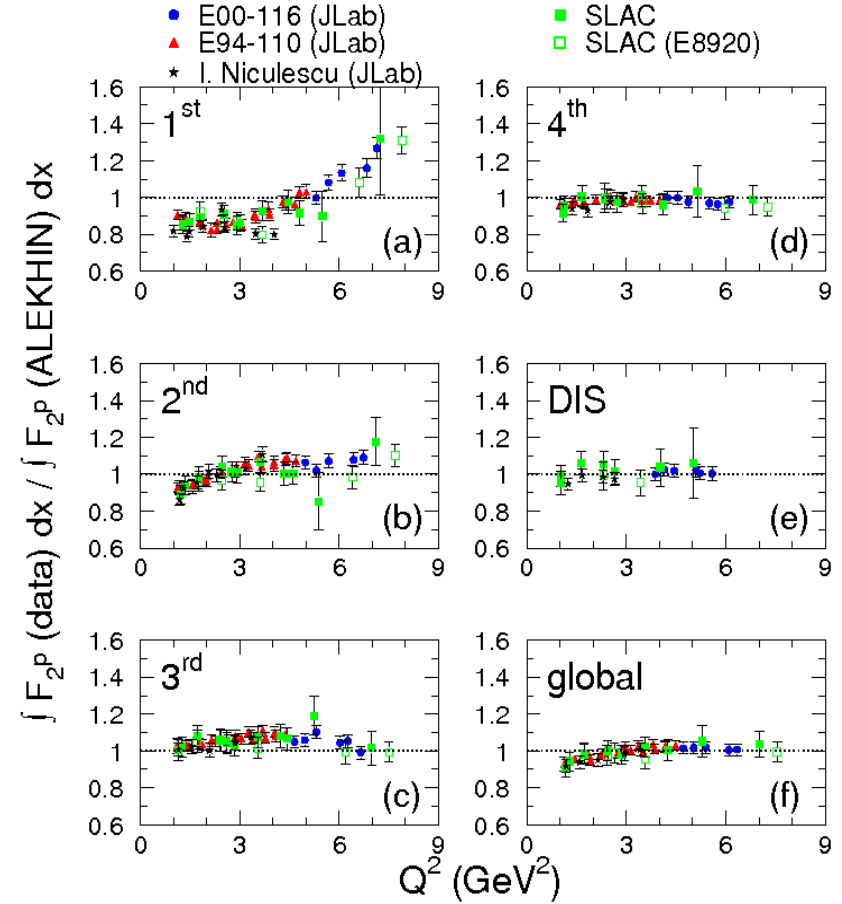 E00-116 (JLab)
E94-110 (JLab)
I. Niculescu (JLab)
SLAC
SLAC (E8920)
∫ F₂ᵖ (data) dx / ∫ F₂ᵖ (ALEKHIN) dx
1.6
1.4
1.2
1
0.8
0.6
1st
(a)
0 3 6 9
1.6
1.4
1.2
1
0.8
0.6
4th
(d)
0 3 6 9
1.6
1.4
1.2
1
0.8
0.6
2nd
(b)
0 3 6 9
1.6
1.4
1.2
1
0.8
0.6
DIS
(e)
0 3 6 9
1.6
1.4
1.2
1
0.8
0.6
3rd
(c)
0 3 6 9
1.6
1.4
1.2
1
0.8
0.6
global
(f)
0 3 6 9
Q² (GeV²)